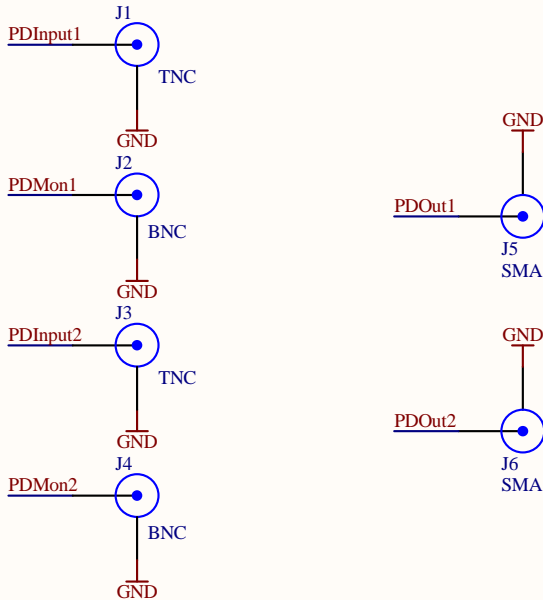 J1
PDInput1
TNC
GND
J2
PDMon1
BNC
GND
J3
PDInput2
TNC
GND
J4
PDMon2
BNC
GND
GND
PDOut1
J5
SMA
GND
PDOut2
J6
SMA